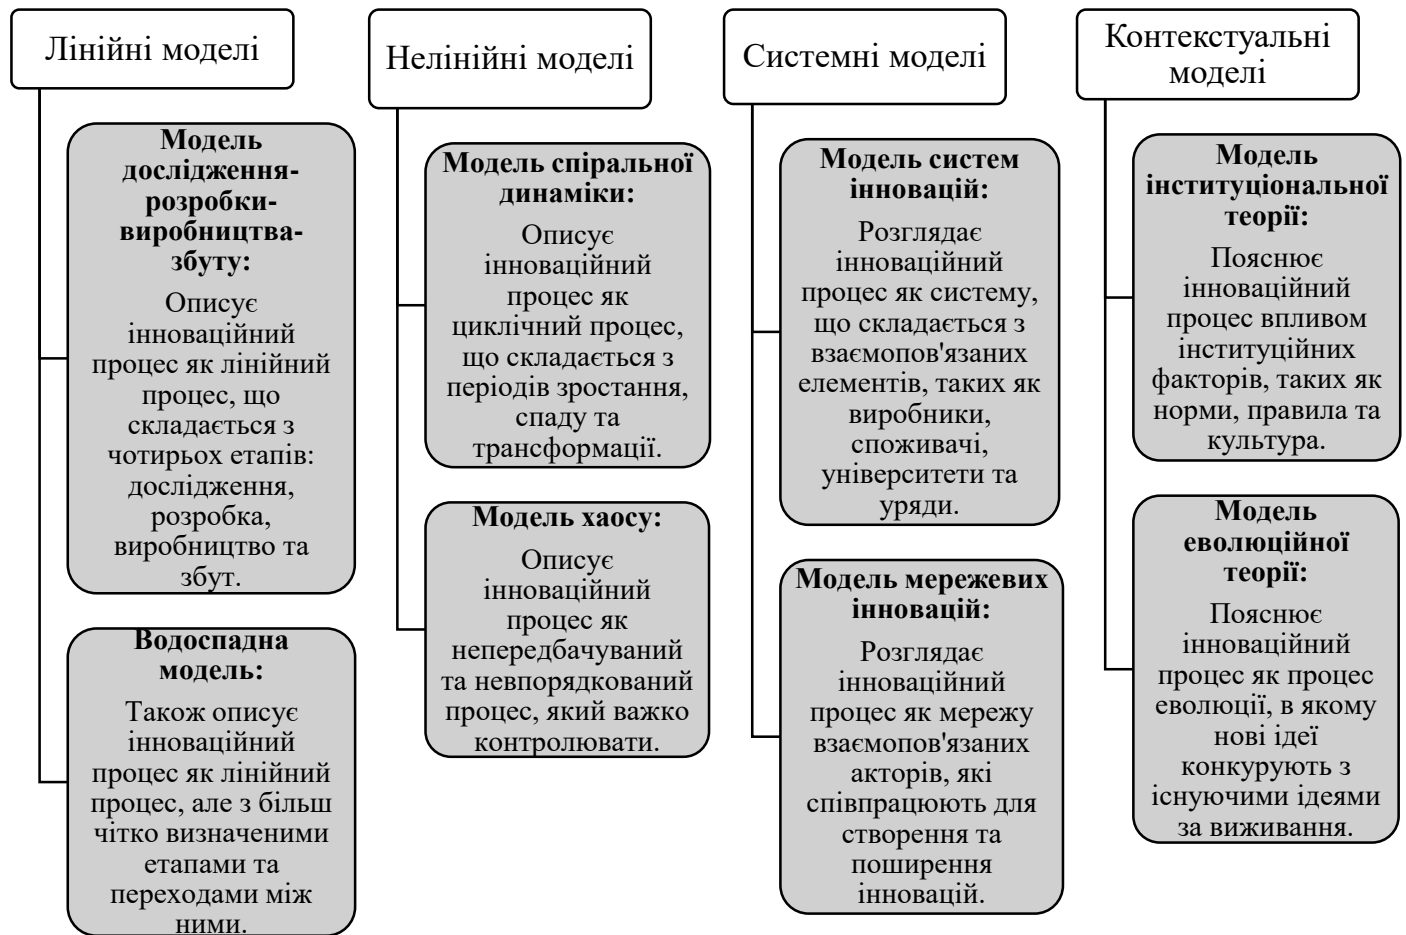 Лінійні моделі
Модель
дослідження-
розробки-
виробництва-
збуту:
Описує
інноваційний
процес як лінійний
процес, що
складається з
чотирьох етапів:
дослідження,
розробка,
виробництво та
збут.
Водоспадна
модель:
Також описує
інноваційний
процес як лінійний
процес, але з більш
чітко визначеними
етапами та
переходами між
ними.
Нелінійні моделі
Модель спіральної
динаміки:
Описує
інноваційний
процес як
циклічний процес,
що складається з
періодів зростання,
спаду та
трансформації.
Модель хаосу:
Описує
інноваційний
процес як
непередбачуваний
та невпорядкований
процес, який важко
контролювати.
Системні моделі
Модель систем
інновацій:
Розглядає
інноваційний
процес як систему,
що складається з
взаємопов'язаних
елементів, таких як
виробники,
споживачі,
університети та
уряди.
Модель мережевих
інновацій:
Розглядає
інноваційний
процес як мережу
взаємопов'язаних
акторів, які
співпрацюють для
створення та
поширення
інновацій.
Контекстуальні
моделі
Модель
інституціональної
теорії:
Пояснює
інноваційний
процес впливом
інституційних
факторів, таких як
норми, правила та
культура.
Модель
еволюційної
теорії:
Пояснює
інноваційний
процес як процес
еволюції, в якому
нові ідеї
конкурують з
існуючими ідеями
за виживання.